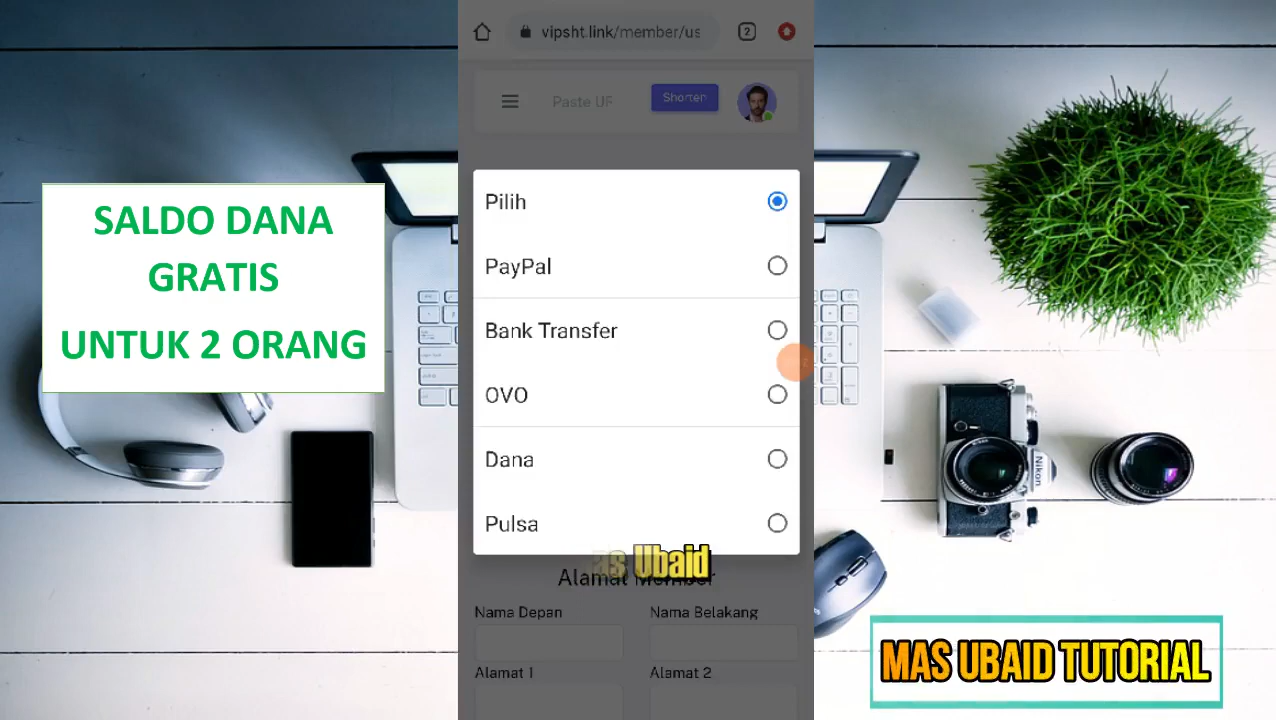 SALDO DANA
GRATIS
UNTUK 2 ORANG
vipsht.link/member/us
2
Paste UF
Shorten
Pilih
PayPal
Bank Transfer
OVO
Dana
Pulsa
as Ubaid
Alamat Member
Nama Depan
Nama Belakang
Alamat 1
Alamat 2
Nikon
MAS UBAID TUTORIAL